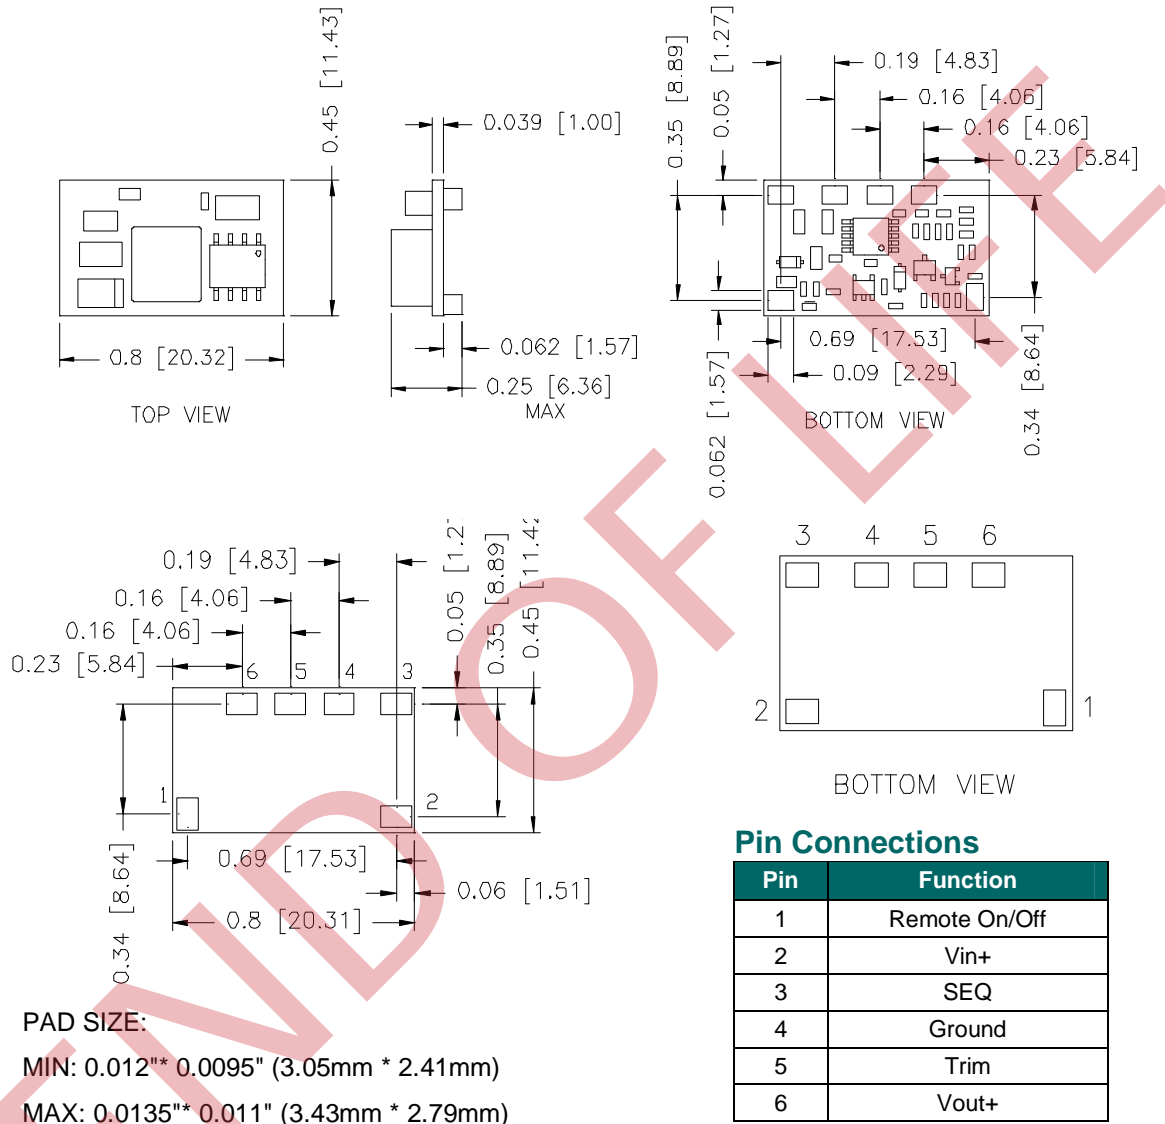 0.45 [11.43]
0.039 [1.00]
0.8 [20.32]
TOP VIEW
0.062 [1.57]
0.25 [6.36]
MAX
0.35 [8.89]
0.05 [1.27]
0.19 [4.83]
0.16 [4.06]
0.16 [4.06]
0.23 [5.84]
0.69 [17.53]
0.09 [2.29]
0.062 [1.57]
0.34 [8.64]
BOTTOM VIEW
0.19 [4.83]
0.16 [4.06]
0.16 [4.06]
0.23 [5.84]
0.05 [1.2
0.35 [8.89]
0.45 [11.42
6 5 4 3
1 2
0.69 [17.53]
0.06 [1.51]
0.8 [20.31]
0.34 [8.64]
3 4 5 6
2 1
BOTTOM VIEW
PAD SIZE:
MIN: 0.012"* 0.0095" (3.05mm * 2.41mm)
MAX: 0.0135"* 0.011" (3.43mm * 2.79mm)
Pin Connections
Pin Function
1 Remote On/Off
2 Vin+
3 SEQ
4 Ground
5 Trim
6 Vout+
END OF LIFE